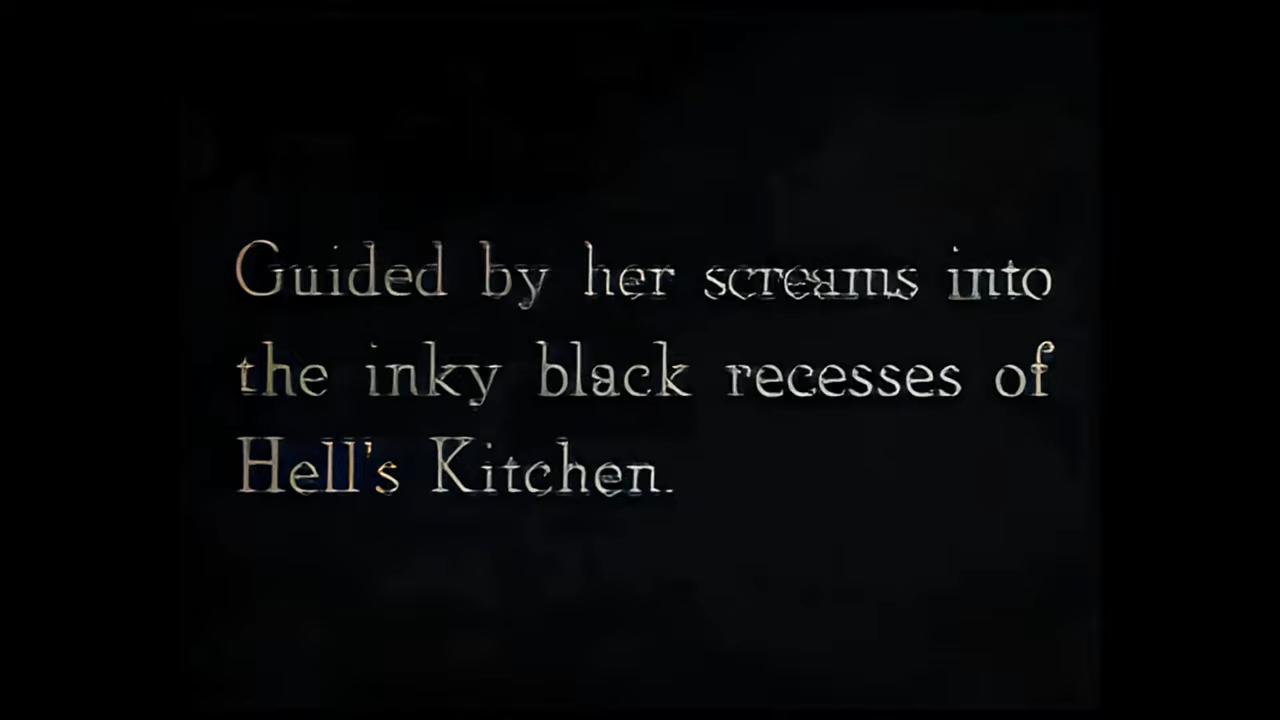 Guided by her screams into
the inky black recesses of
Hell's Kitchen.